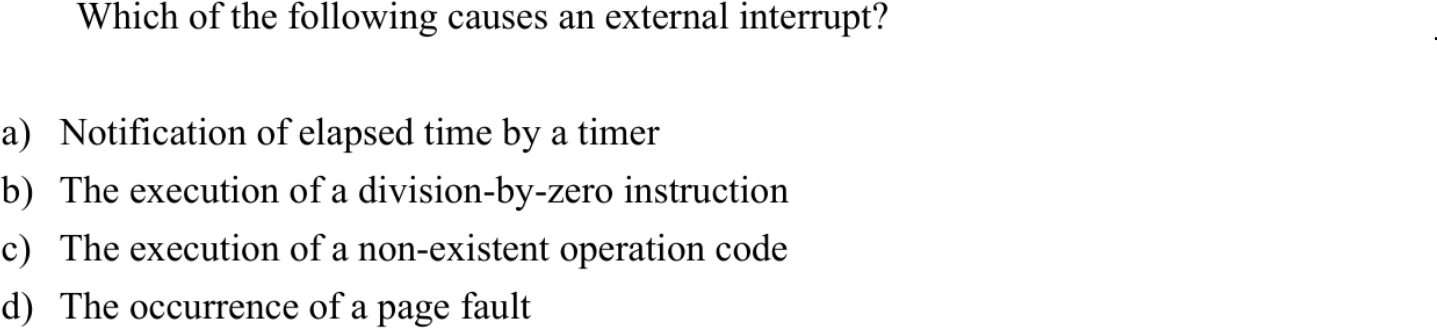 Which of the following causes an external interrupt?
a) Notification of elapsed time by a timer
b) The execution of a division-by-zero instruction
c) The execution of a non-existent operation code
d) The occurrence of a page fault